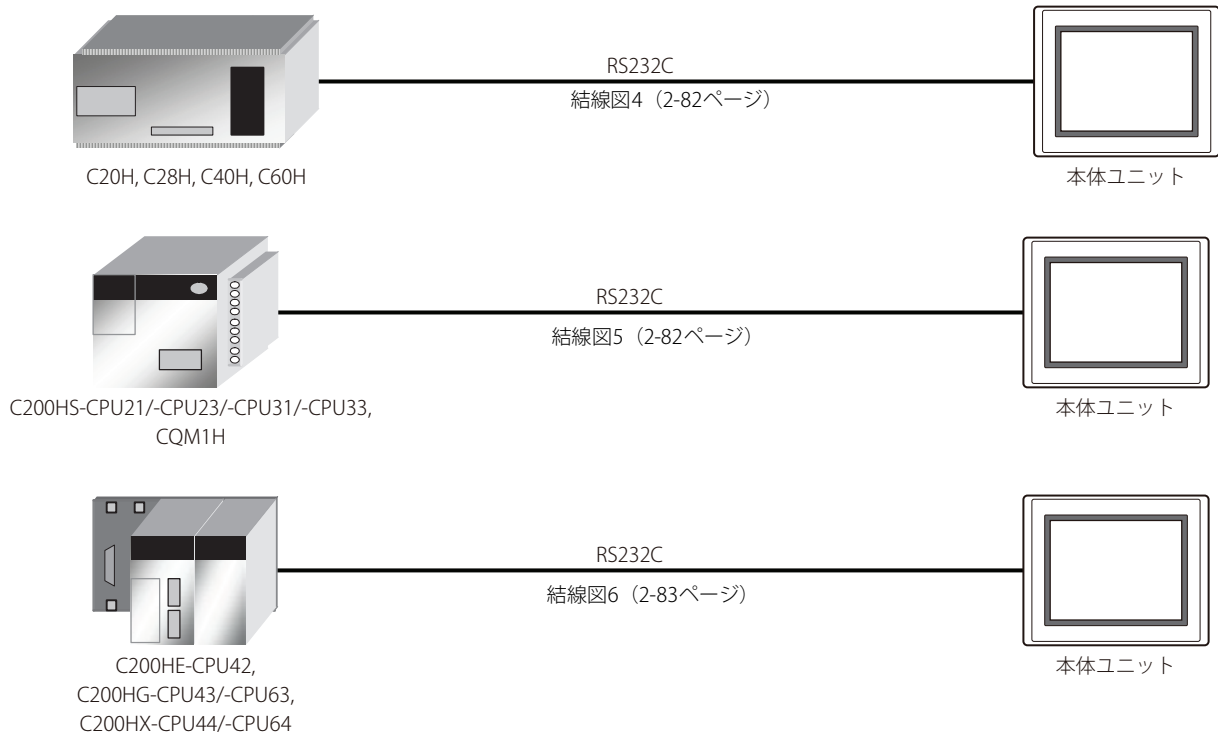 RS232C
結線図4（2-82ページ）
C20H, C28H, C40H, C60H
本体ユニット
RS232C
結線図5（2-82ページ）
C200HS-CPU21/-CPU23/-CPU31/-CPU33,
CQM1H
本体ユニット
RS232C
結線図6（2-83ページ）
C200HE-CPU42,
C200HG-CPU43/-CPU63,
C200HX-CPU44/-CPU64
本体ユニット